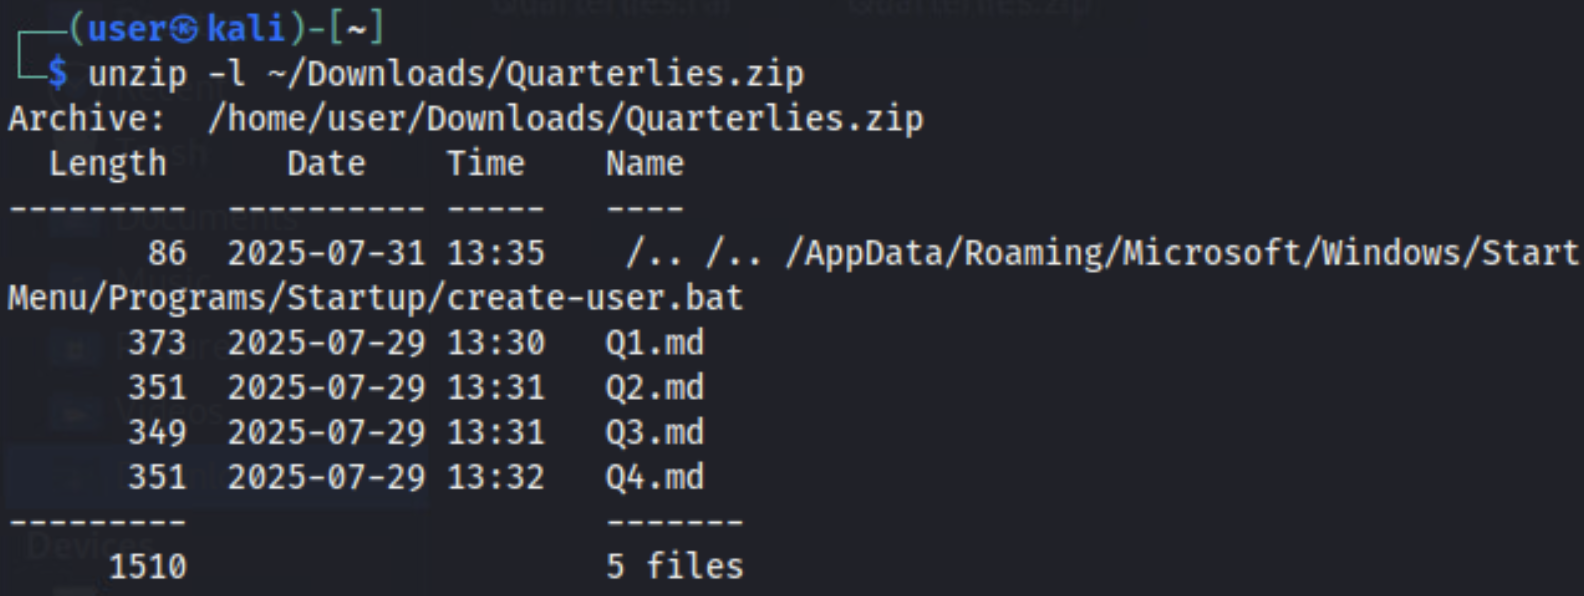 (user㉿kali)-[~]
$ unzip -l ~/Downloads/Quarterlies.zip
Archive:  /home/user/Downloads/Quarterlies.zip
  Length      Date    Time    Name
---------  ---------- -----   ----
       86  2025-07-31 13:35    /.. /.. /AppData/Roaming/Microsoft/Windows/Start
Menu/Programs/Startup/create-user.bat
      373  2025-07-29 13:30   Q1.md
      351  2025-07-29 13:31   Q2.md
      349  2025-07-29 13:31   Q3.md
      351  2025-07-29 13:32   Q4.md
---------                     -------
     1510                     5 files